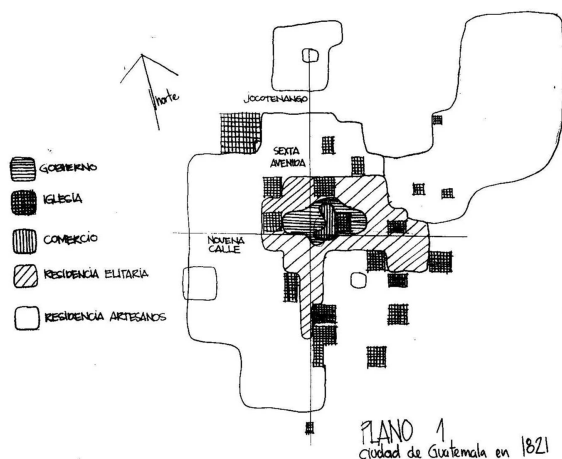 JOCOTENANGO
norte
SEXTA
AVENIDA
GOBIERNO
IGLESIA
COMERCIO
NOVENA
CALLE
RESIDENCIA ELITARIA
RESIDENCIA ARTESANOS
PLANO 1
Ciudad de Guatemala en 1821